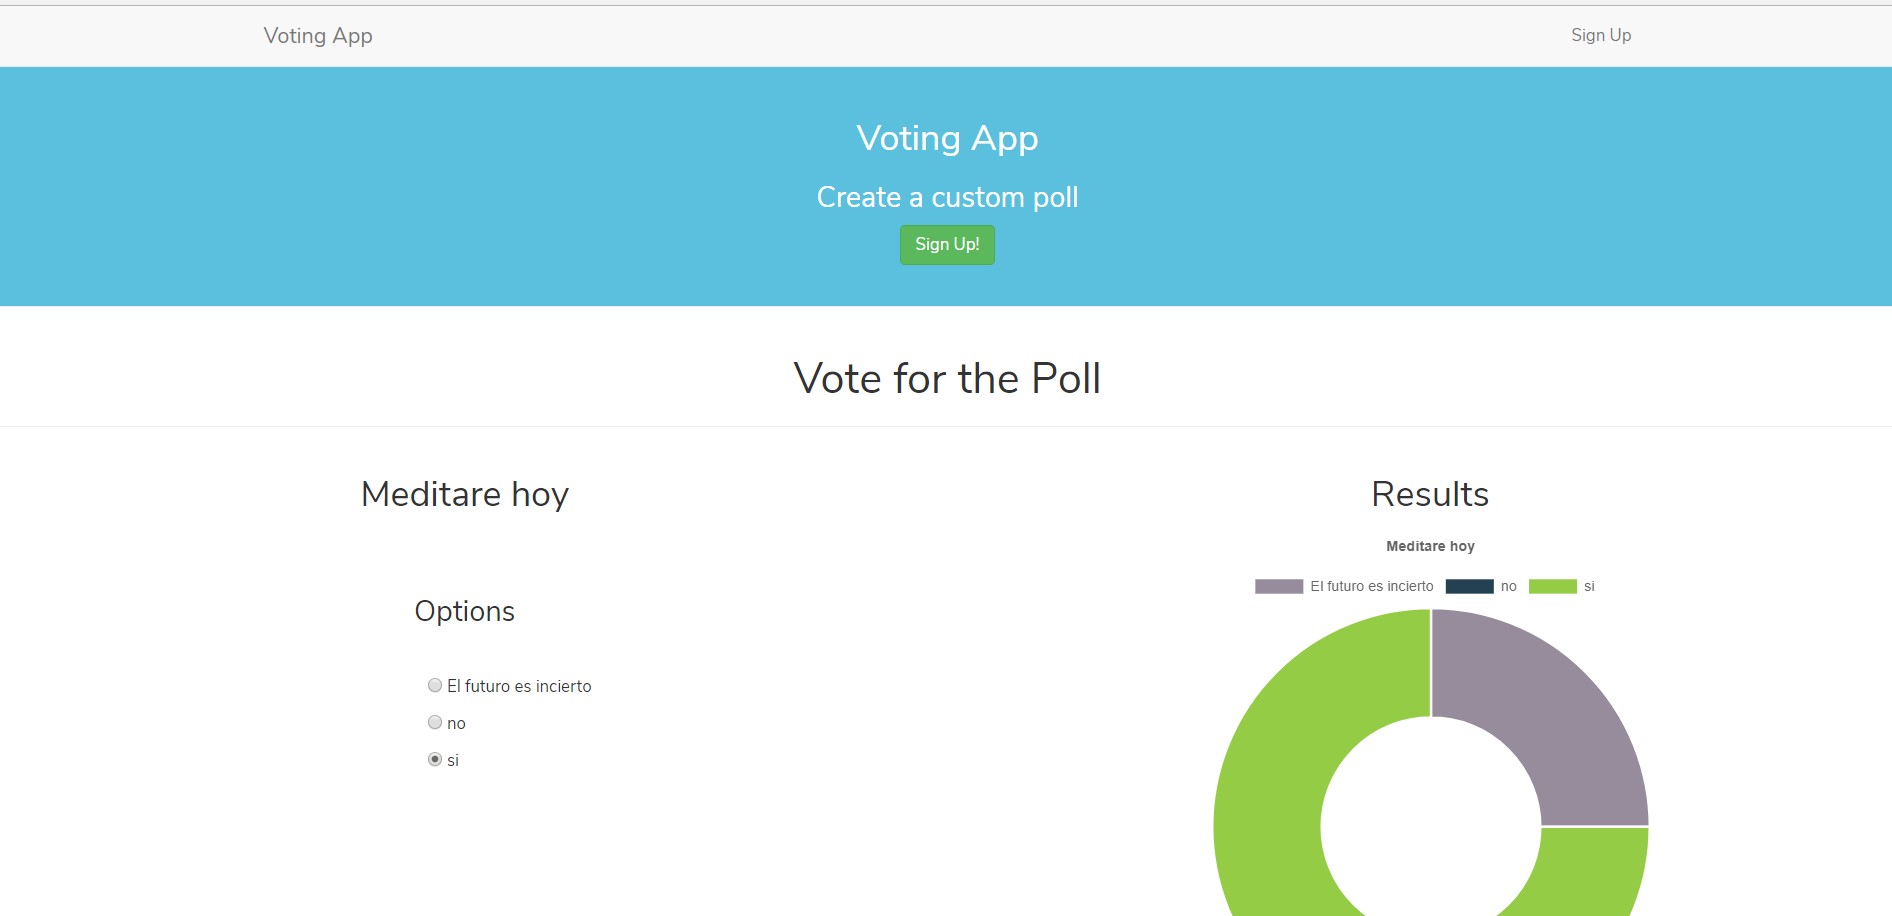 Voting App
Sign Up
Voting App
Create a custom poll
Sign Up!
Vote for the Poll
Meditare hoy
Options
El futuro es incierto
no
si
Results
Meditare hoy
El futuro es incierto no si